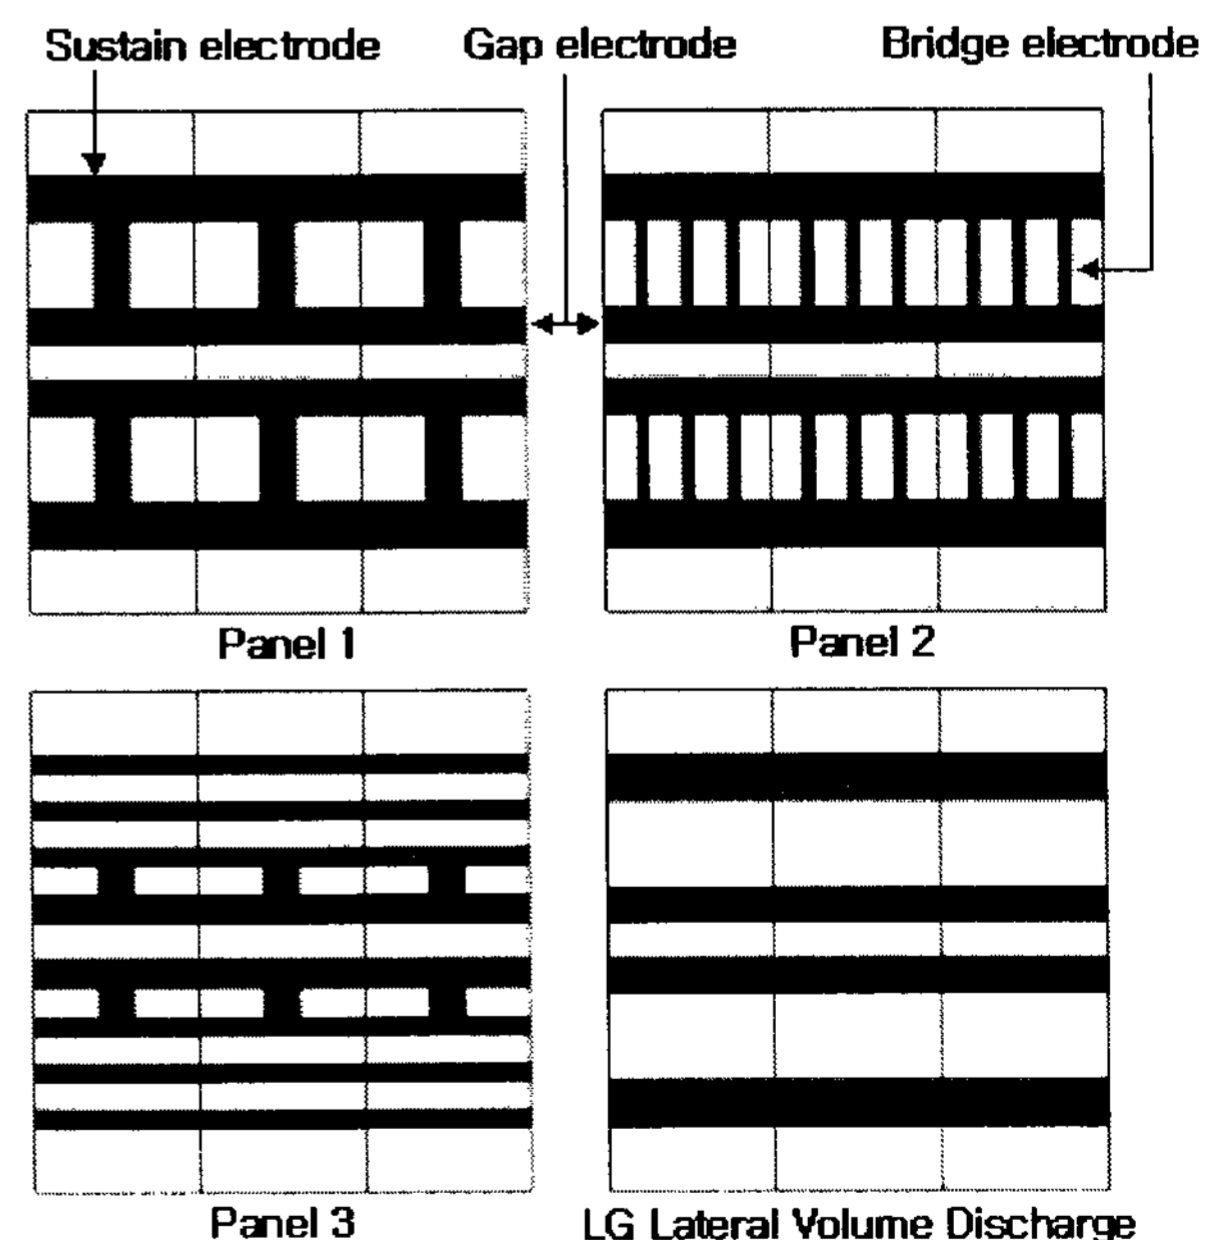 Sustain electrode Gap electrode Bridge electrode
Panel 1 Panel 2
Panel 3 LG Lateral Volume Discharge